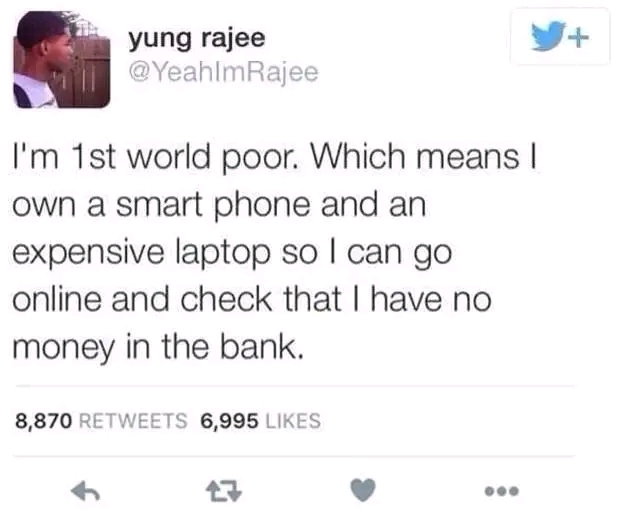 yung rajee
@YeahImRajee
I'm 1st world poor. Which means I
own a smart phone and an
expensive laptop so I can go
online and check that I have no
money in the bank.
8,870 RETWEETS 6,995 LIKES